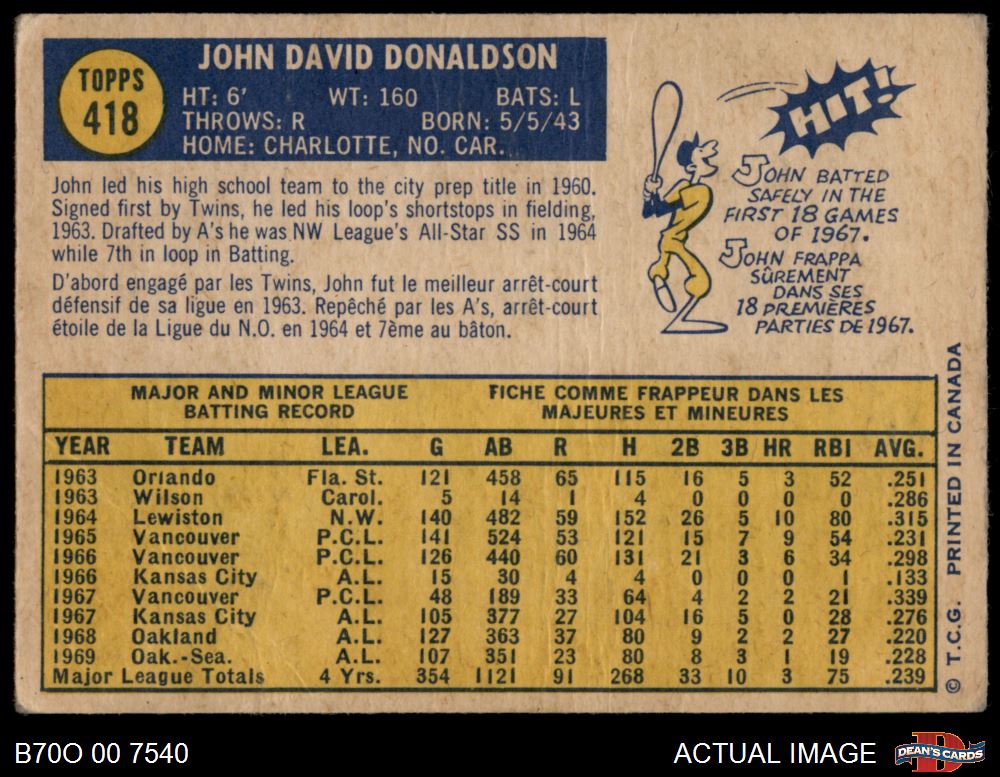 TOPPS
418
JOHN DAVID DONALDSON
HT: 6' WT: 160 BATS: L
THROWS: R BORN: 5/5/43
HOME: CHARLOTTE, NO. CAR.
John led his high school team to the city prep title in 1960.
Signed first by Twins, he led his loop's shortstops in fielding,
1963. Drafted by A's he was NW League's All-Star SS in 1964
while 7th in loop in Batting.
D'abord engagé par les Twins, John fut le meilleur arrêt-court
défensif de sa ligue en 1963. Repêché par les A's, arrêt-court
étoile de la Ligue du N.O. en 1964 et 7ème au bâton.
HIT!
JOHN BATTED
SAFELY IN THE
FIRST 18 GAMES
OF 1967.
JOHN FRAPPA
SÛREMENT
DANS SES
18 PREMIÈRES
PARTIES DE 1967.
MAJOR AND MINOR LEAGUE
BATTING RECORD
FICHE COMME FRAPPEUR DANS LES
MAJEURES ET MINEURES
YEAR TEAM LEA. G AB R H 2B 3B HR RBI AVG.
1963 Orlando Fla. St. 121 458 65 115 16 5 3 52 .251
1963 Wilson Carol. 5 14 1 4 0 0 0 0 .286
1964 Lewiston N.W. 140 482 59 152 26 5 10 80 .315
1965 Vancouver P.C.L. 141 524 53 121 15 7 9 54 .231
1966 Vancouver P.C.L. 126 440 60 131 21 3 6 34 .298
1966 Kansas City A.L. 15 30 4 4 0 0 0 1 .133
1967 Vancouver P.C.L. 48 189 33 64 4 2 2 21 .339
1967 Kansas City A.L. 105 377 27 104 16 5 0 28 .276
1968 Oakland A.L. 127 363 37 80 9 2 2 27 .220
1969 Oak.-Sea. A.L. 107 351 23 80 8 3 1 19 .228
Major League Totals 4 Yrs. 354 1121 91 268 33 10 3 75 .239
© T.C.G. PRINTED IN CANADA
B70O 00 7540
ACTUAL IMAGE
DEAN'S CARDS